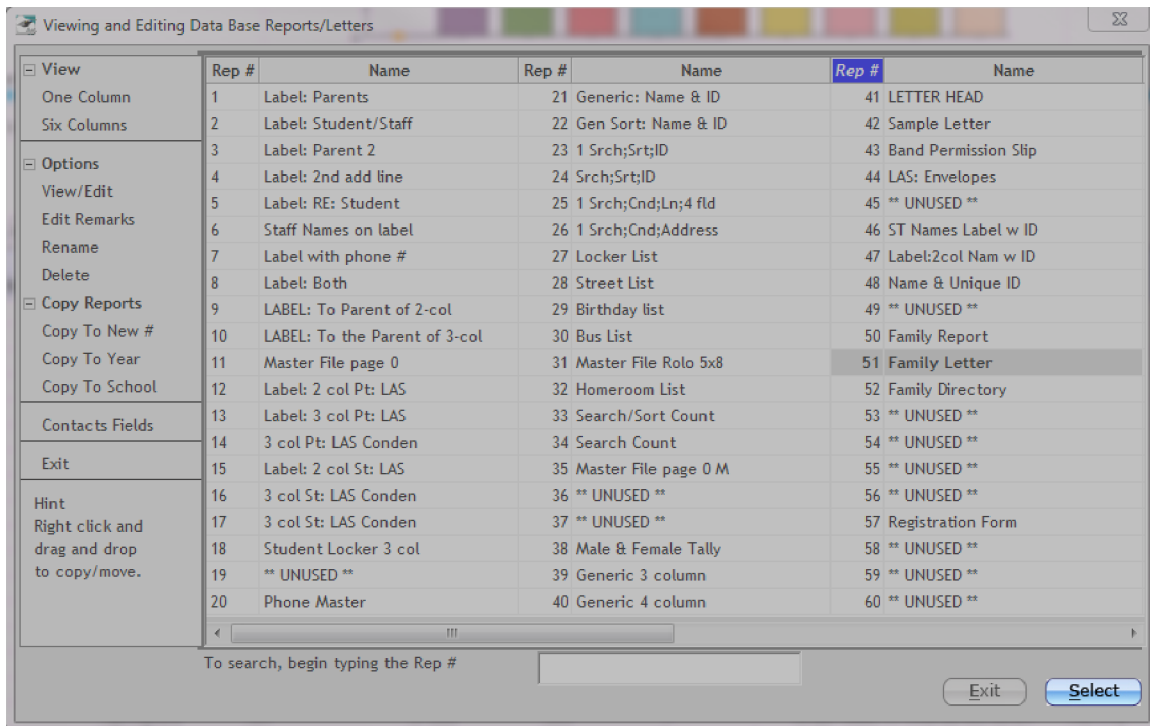 Viewing and Editing Data Base Reports/Letters
View
One Column
Six Columns
Options
View/Edit
Edit Remarks
Rename
Delete
Copy Reports
Copy To New #
Copy To Year
Copy To School
Contacts Fields
Exit
Hint
Right click and
drag and drop
to copy/move.
Rep # Name Rep # Name Rep # Name
1 Label: Parents 21 Generic: Name & ID 41 LETTER HEAD
2 Label: Student/Staff 22 Gen Sort: Name & ID 42 Sample Letter
3 Label: Parent 2 23 1 Srch;Srt;ID 43 Band Permission Slip
4 Label: 2nd add line 24 Srch;Srt;ID 44 LAS: Envelopes
5 Label: RE: Student 25 1 Srch;Cnd;Ln;4 fld 45 ** UNUSED **
6 Staff Names on label 26 1 Srch;Cnd;Address 46 ST Names Label w ID
7 Label with phone # 27 Locker List 47 Label:2col Nam w ID
8 Label: Both 28 Street List 48 Name & Unique ID
9 LABEL: To Parent of 2-col 29 Birthday list 49 ** UNUSED **
10 LABEL: To the Parent of 3-col 30 Bus List 50 Family Report
11 Master File page 0 31 Master File Rolo 5x8 51 Family Letter
12 Label: 2 col Pt: LAS 32 Homeroom List 52 Family Directory
13 Label: 3 col Pt: LAS 33 Search/Sort Count 53 ** UNUSED **
14 3 col Pt: LAS Conden 34 Search Count 54 ** UNUSED **
15 Label: 2 col St: LAS 35 Master File page 0 M 55 ** UNUSED **
16 3 col St: LAS Conden 36 ** UNUSED ** 56 ** UNUSED **
17 3 col St: LAS Conden 37 ** UNUSED ** 57 Registration Form
18 Student Locker 3 col 38 Male & Female Tally 58 ** UNUSED **
19 ** UNUSED ** 39 Generic 3 column 59 ** UNUSED **
20 Phone Master 40 Generic 4 column 60 ** UNUSED **
To search, begin typing the Rep #
Exit Select